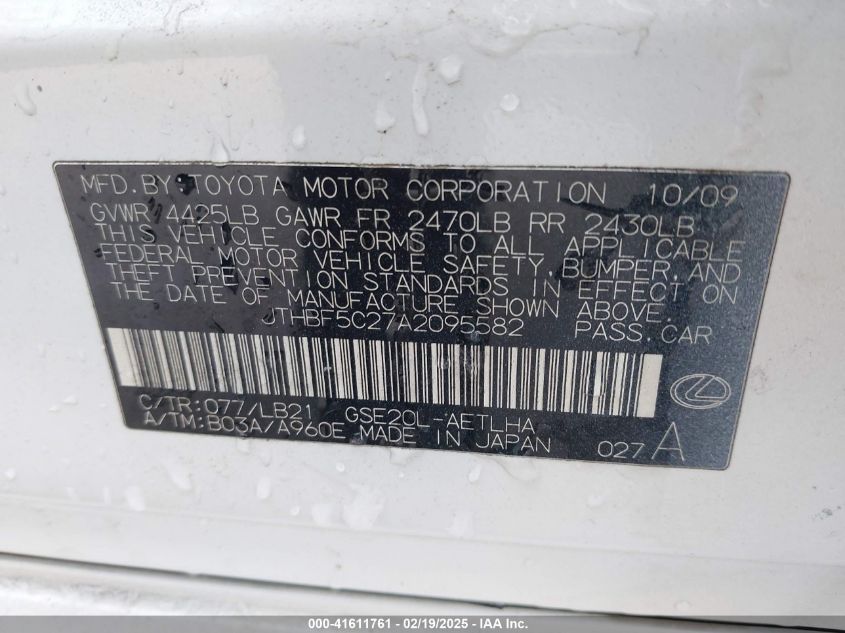 MFD. BY TOYOTA MOTOR CORPORATION 10/09
GVWR 4425LB GAWR FR 2470LB RR 2430LB
THIS VEHICLE CONFORMS TO ALL APPLICABLE
FEDERAL MOTOR VEHICLE SAFETY, BUMPER, AND
THEFT PREVENTION STANDARDS IN EFFECT ON
THE DATE OF MANUFACTURE SHOWN ABOVE.
JTHBF5C27A2095582 PASS.CAR
C/TR:077/LB21 GSE20L-AETLHA
A/TM:B03A/A960E MADE IN JAPAN 027 A
000-41611761 - 02/19/2025 - IAA Inc.